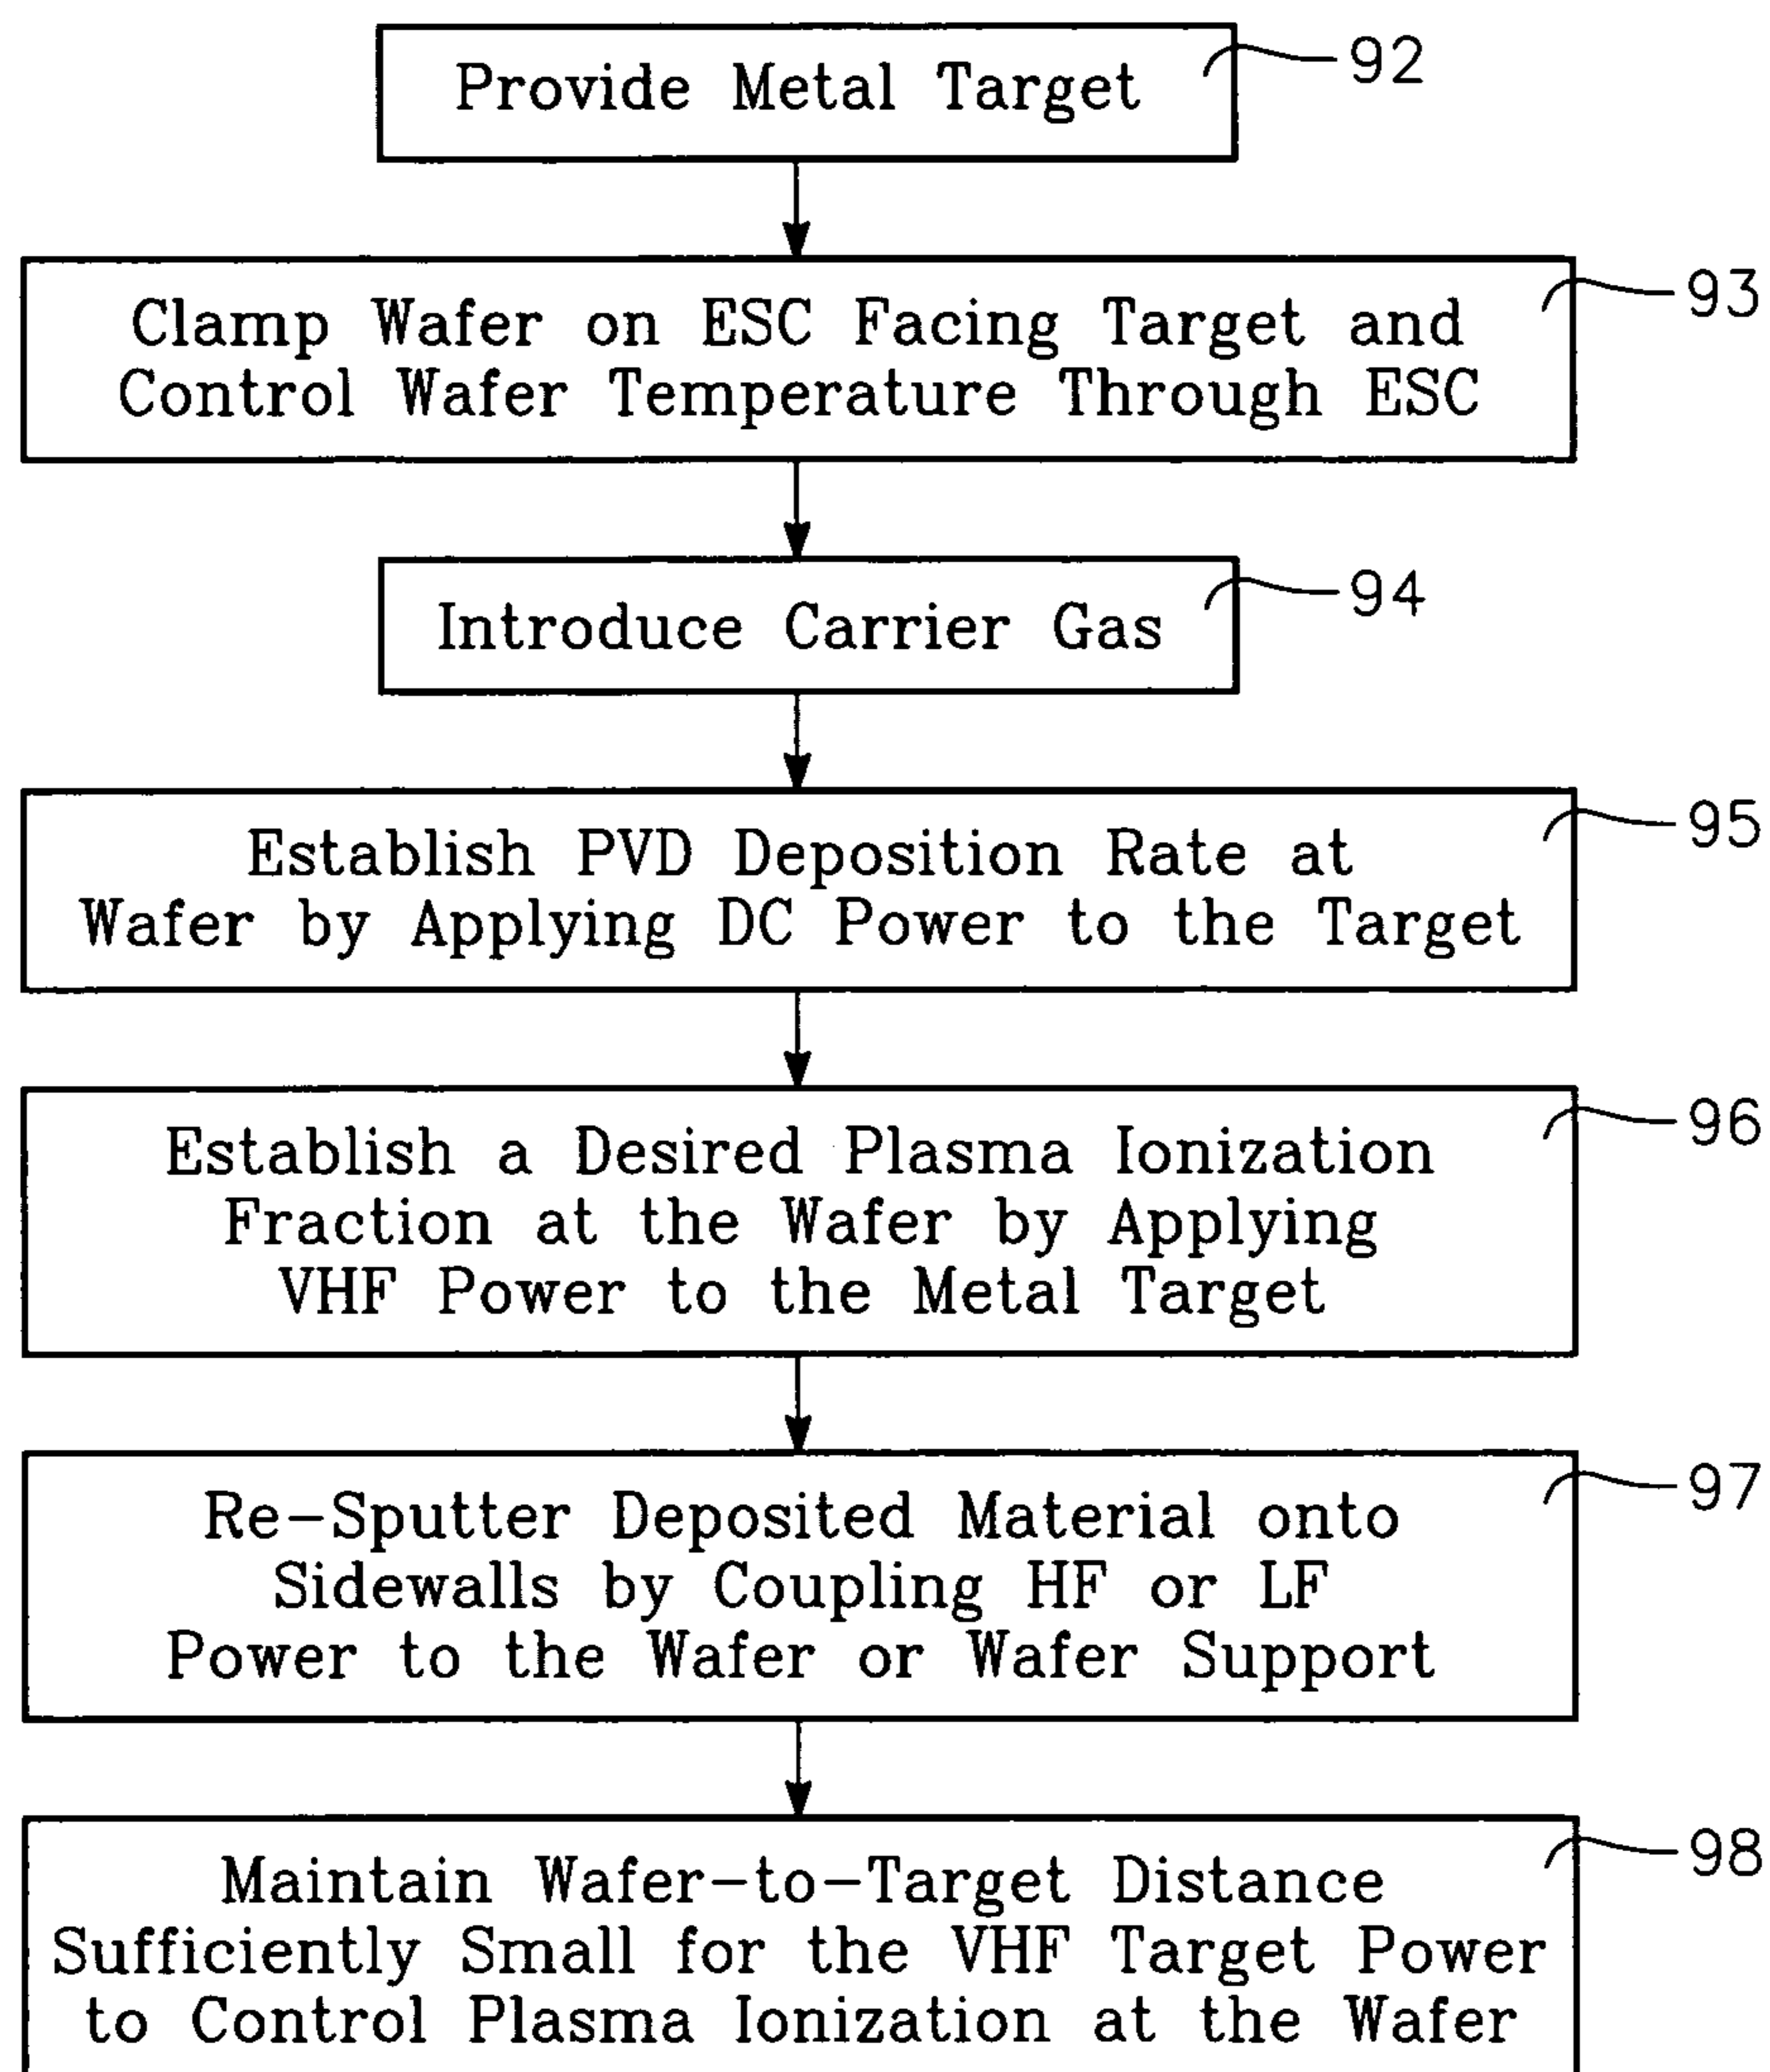 Provide Metal Target
92
Clamp Wafer on ESC Facing Target and
Control Wafer Temperature Through ESC
93
Introduce Carrier Gas
94
Establish PVD Deposition Rate at
Wafer by Applying DC Power to the Target
95
Establish a Desired Plasma Ionization
Fraction at the Wafer by Applying
VHF Power to the Metal Target
96
Re-Sputter Deposited Material onto
Sidewalls by Coupling HF or LF
Power to the Wafer or Wafer Support
97
Maintain Wafer-to-Target Distance
Sufficiently Small for the VHF Target Power
to Control Plasma Ionization at the Wafer
98